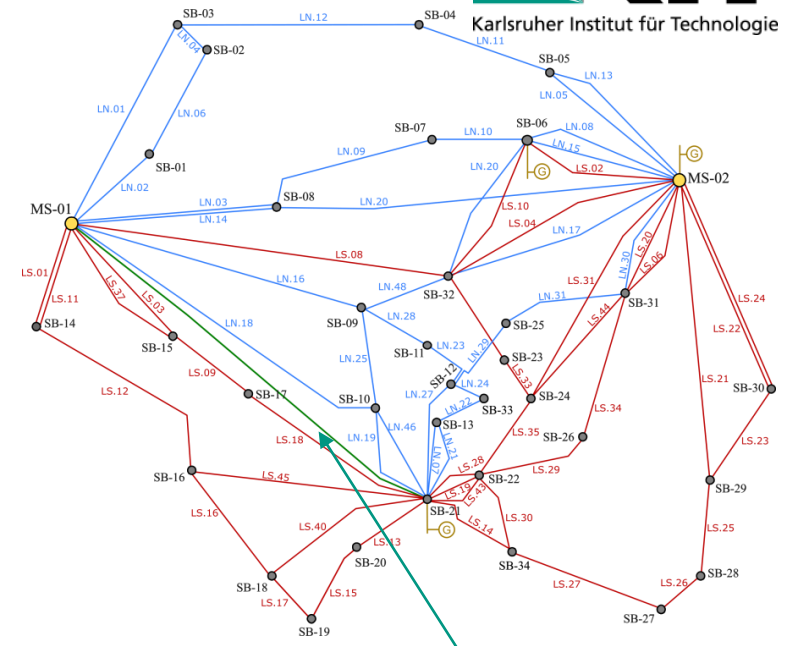 Karlsruher Institut für Technologie
SB-03
LN.12
SB-04
LN.04
SB-02
LN.11
SB-05
LN.13
LN.05
LN.01
LN.06
SB-07
LN.10
SB-06
LN.08
LN.15
LN.09
G
SB-01
LN.02
LN.20
G
LS.02
MS-02
SB-08
LN.03
LN.14
LN.20
MS-01
LS.10
LS.04
LN.17
LS.20
LS.08
LS.06
LN.30
LS.01
LS.11
LS.37
LS.03
LN.16
LN.48
SB-32
LS.31
SB-31
LS.24
LN.31
LS.44
SB-14
SB-09
LN.28
SB-25
LS.22
LN.18
SB-15
SB-11
LN.23
LN.29
SB-23
LN.25
SB-12
LS.33
LS.21
LS.09
LN.24
SB-24
SB-30
LS.12
SB-17
LN.27
SB-10
LN.22
SB-33
LS.34
LN.46
SB-13
LS.35
SB-26
LS.18
LN.19
LN.07
LN.21
LS.23
LS.28
LS.29
SB-16
LS.45
SB-22
SB-29
LS.19
LS.43
LS.16
SB-21
LS.30
LS.40
G
LS.14
LS.25
LS.13
SB-20
SB-34
SB-18
LS.27
LS.26
SB-28
LS.17
LS.15
SB-19
SB-27